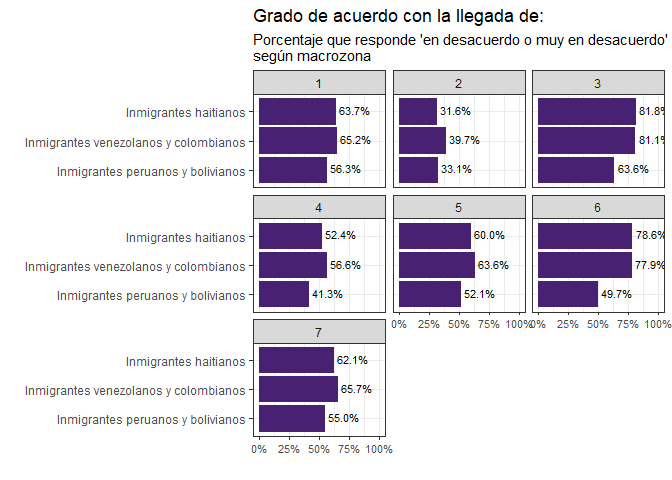 Grado de acuerdo con la llegada de:
Porcentaje que responde 'en desacuerdo o muy en desacuerdo'
según macrozona
1 2 3
Inmigrantes haitianos 63.7% 31.6% 81.8%
Inmigrantes venezolanos y colombianos 65.2% 39.7% 81.1%
Inmigrantes peruanos y bolivianos 56.3% 33.1% 63.6%
4 5 6
Inmigrantes haitianos 52.4% 60.0% 78.6%
Inmigrantes venezolanos y colombianos 56.6% 63.6% 77.9%
Inmigrantes peruanos y bolivianos 41.3% 52.1% 49.7%
0% 25% 50% 75% 100% 0% 25% 50% 75% 100%
7
Inmigrantes haitianos 62.1%
Inmigrantes venezolanos y colombianos 65.7%
Inmigrantes peruanos y bolivianos 55.0%
0% 25% 50% 75% 100%